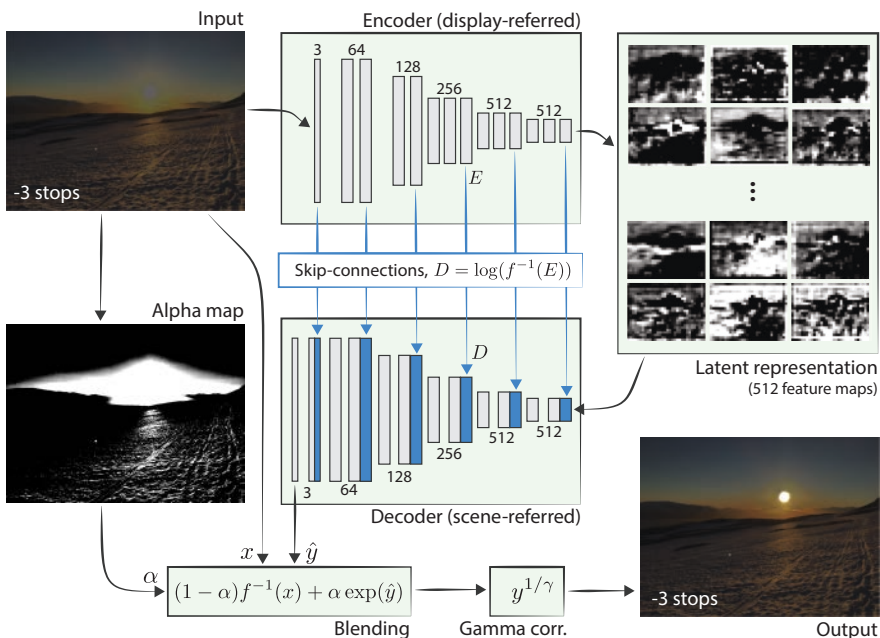 Input
Encoder (display-referred)
3
64
128
256
512
512
E
-3 stops
⋮
Skip-connections, D = log(f⁻¹(E))
Alpha map
D
Latent representation
(512 feature maps)
3
64
128
256
512
512
Decoder (scene-referred)
x
ŷ
α
(1 − α)f⁻¹(x) + α exp(ŷ)
y^{1/γ}
-3 stops
Blending
Gamma corr.
Output